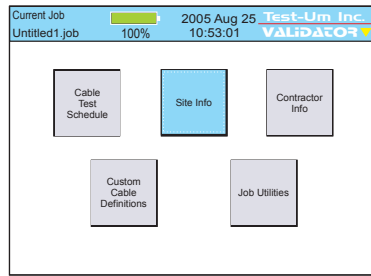 Current Job
Untitled1.job
100%
2005 Aug 25
10:53:01
Test-Um Inc.
VALIDATOR
Cable
Test
Schedule
Site Info
Contractor
Info
Custom
Cable
Definitions
Job Utilities